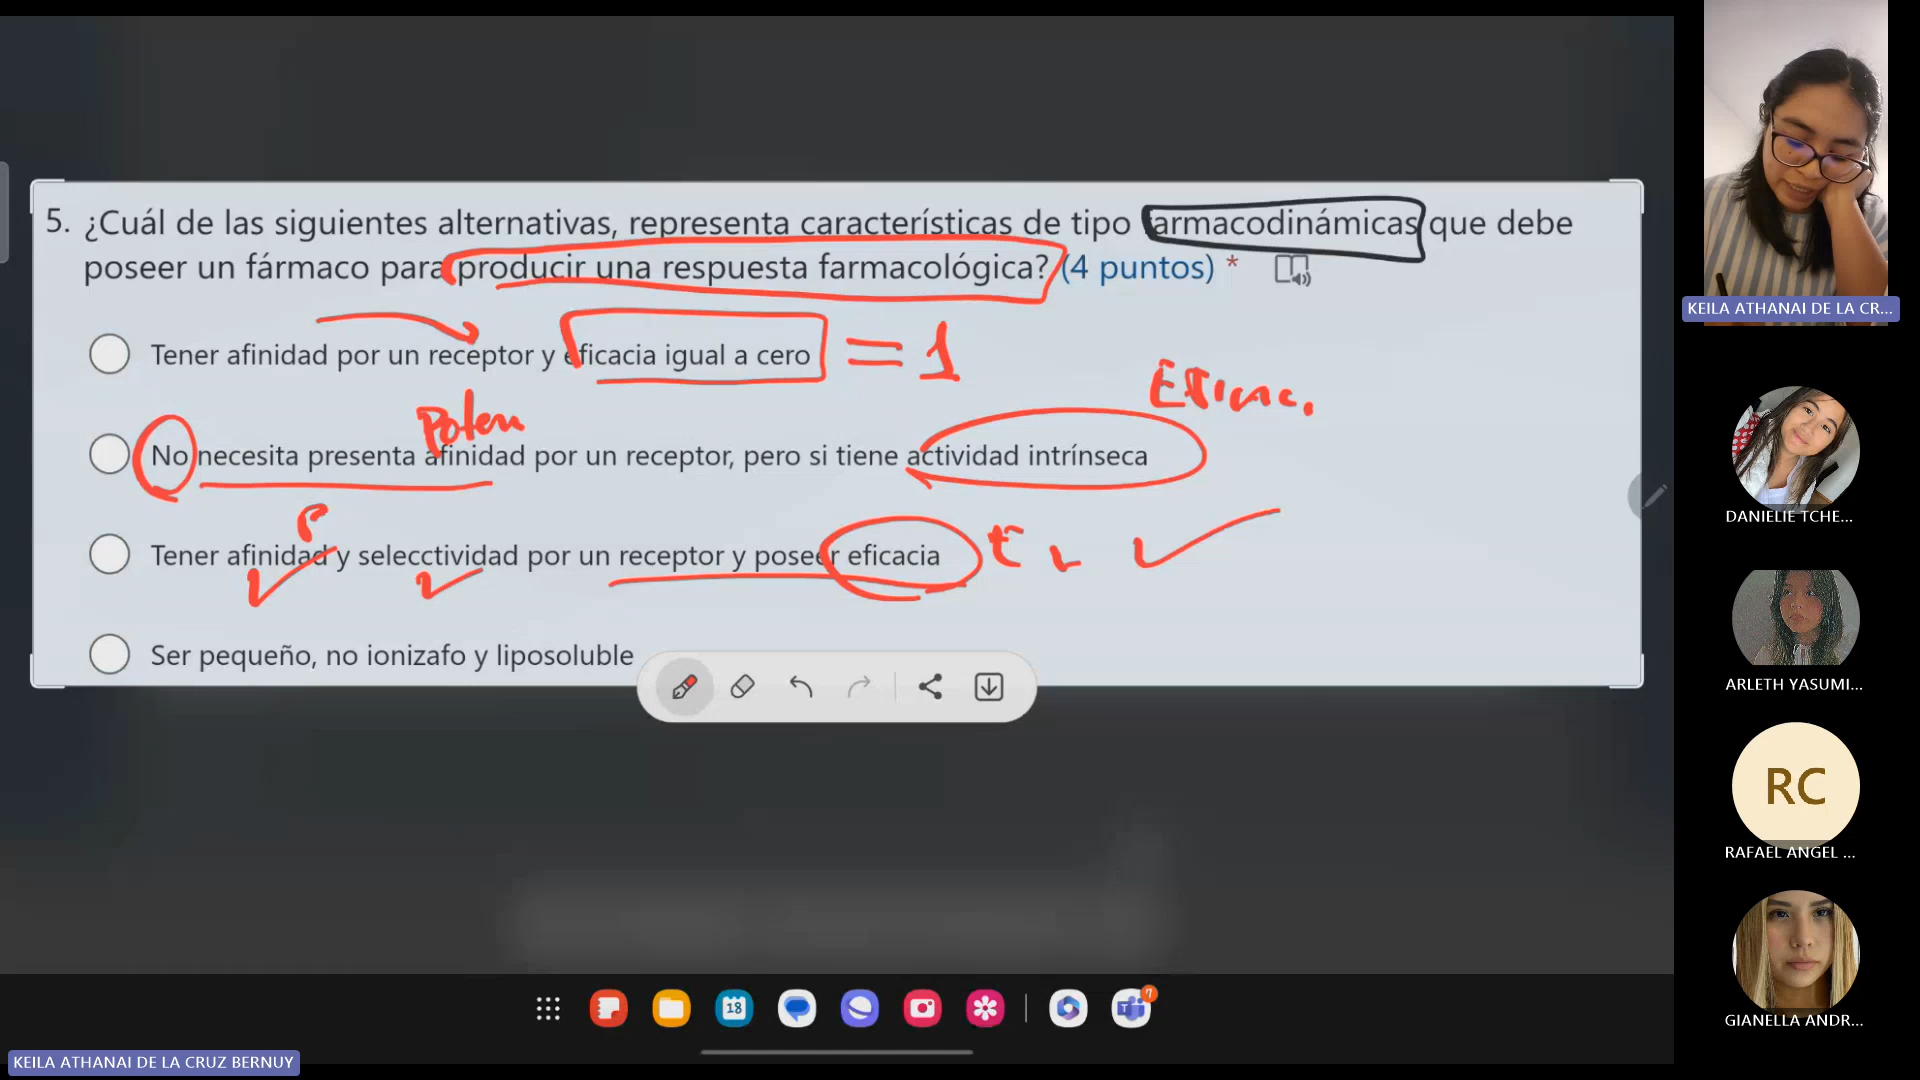 5. ¿Cuál de las siguientes alternativas, representa características de tipo farmacodinámicas que debe
poseer un fármaco para producir una respuesta farmacológica? (4 puntos) *
Tener afinidad por un receptor y eficacia igual a cero = 1
Poten
No necesita presenta afinidad por un receptor, pero si tiene actividad intrínseca
Tener afinidad y selecctividad por un receptor y poseer eficacia
Ser pequeño, no ionizafo y liposoluble
KEILA ATHANAI DE LA CR...
DANIELIE TCHE...
ARLETH YASUMI...
RC
RAFAEL ANGEL ...
GIANELLA ANDR...
18
7
KEILA ATHANAI DE LA CRUZ BERNUY